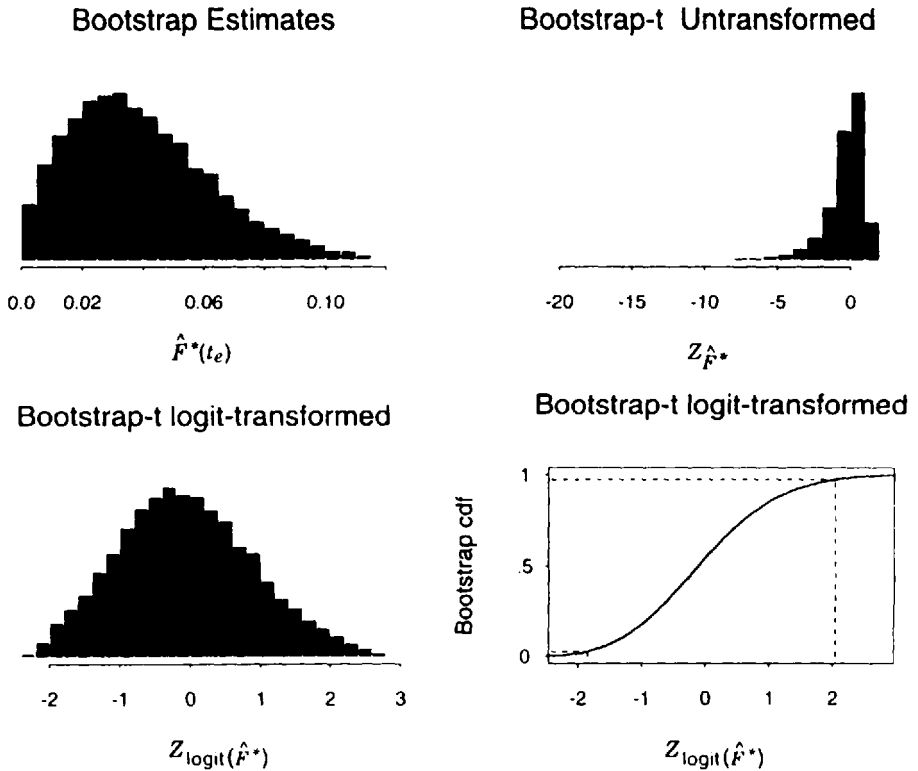 Bootstrap Estimates
Bootstrap-t Untransformed
0.0 0.02 0.06 0.10
-20 -15 -10 -5 0
F̂*(tₑ)
Z_F̂*
Bootstrap-t logit-transformed
Bootstrap-t logit-transformed
Bootstrap cdf
1
.5
0
-2 -1 0 1 2 3
-2 -1 0 1 2
Z_logit(F̂*)
Z_logit(F̂*)